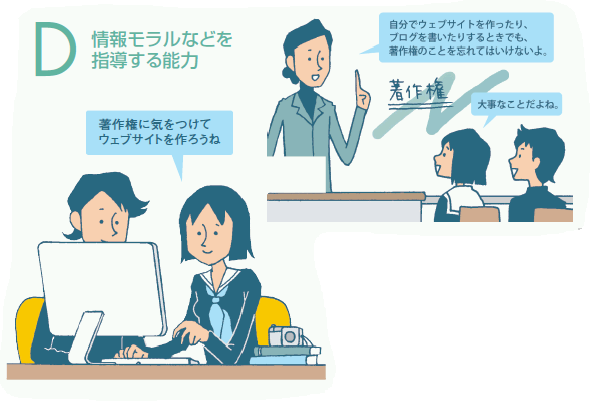 D 情報モラルなどを
指導する能力
自分でウェブサイトを作ったり、
ブログを書いたりするときでも、
著作権のことを忘れてはいけないよ。
著作権
大事なことだよね。
著作権に気をつけて
ウェブサイトを作ろうね